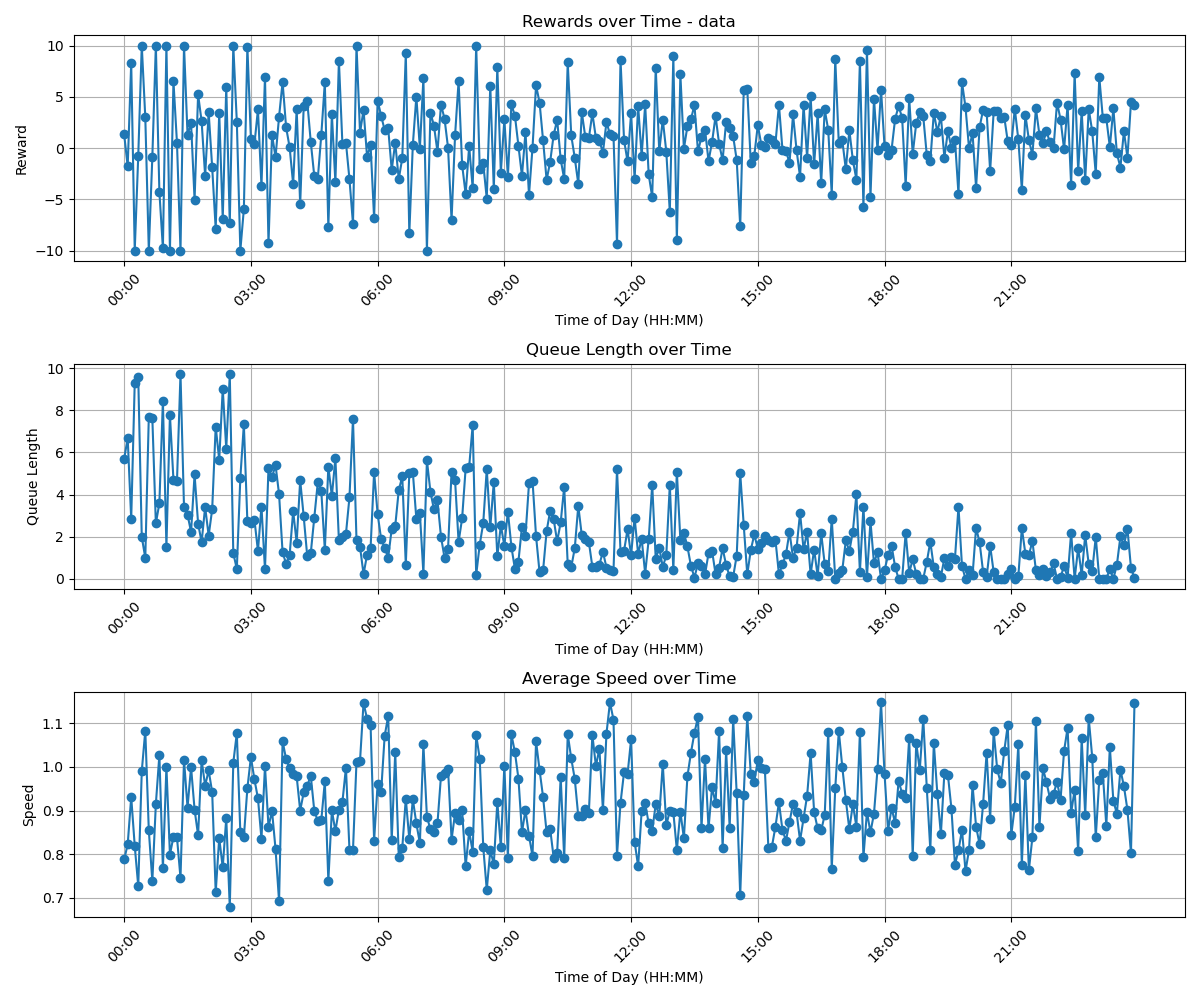 Rewards over Time - data
Reward
10
5
0
−5
−10
00:00 03:00 06:00 09:00 12:00 15:00 18:00 21:00
Time of Day (HH:MM)
Queue Length over Time
Queue Length
10
8
6
4
2
0
00:00 03:00 06:00 09:00 12:00 15:00 18:00 21:00
Time of Day (HH:MM)
Average Speed over Time
Speed
1.1
1.0
0.9
0.8
0.7
00:00 03:00 06:00 09:00 12:00 15:00 18:00 21:00
Time of Day (HH:MM)